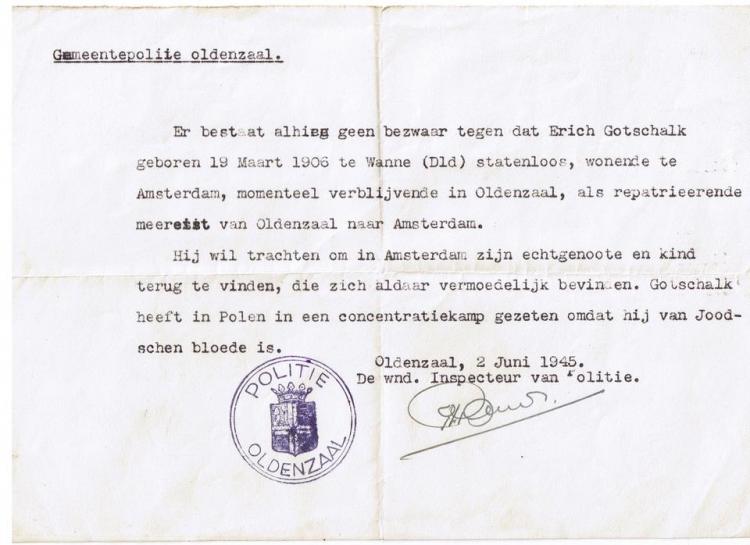 Gemeentepolitie oldenzaal.
Er bestaat alhier geen bezwaar tegen dat Erich Gotschalk
geboren 19 Maart 1906 te Wanne (Dld) statenloos, wonende te
Amsterdam, momenteel verblijvende in Oldenzaal, als repatrieerende
meereist van Oldenzaal naar Amsterdam.
Hij wil trachten om in Amsterdam zijn echtgenoote en kind
terug te vinden, die zich aldaar vermoedelijk bevinden. Gotschalk
heeft in Polen in een concentratiekamp gezeten omdat hij van Jood-
schen bloede is.
Oldenzaal, 2 Juni 1945.
De wnd. Inspecteur van Politie.
POLITIE
OLDENZAAL